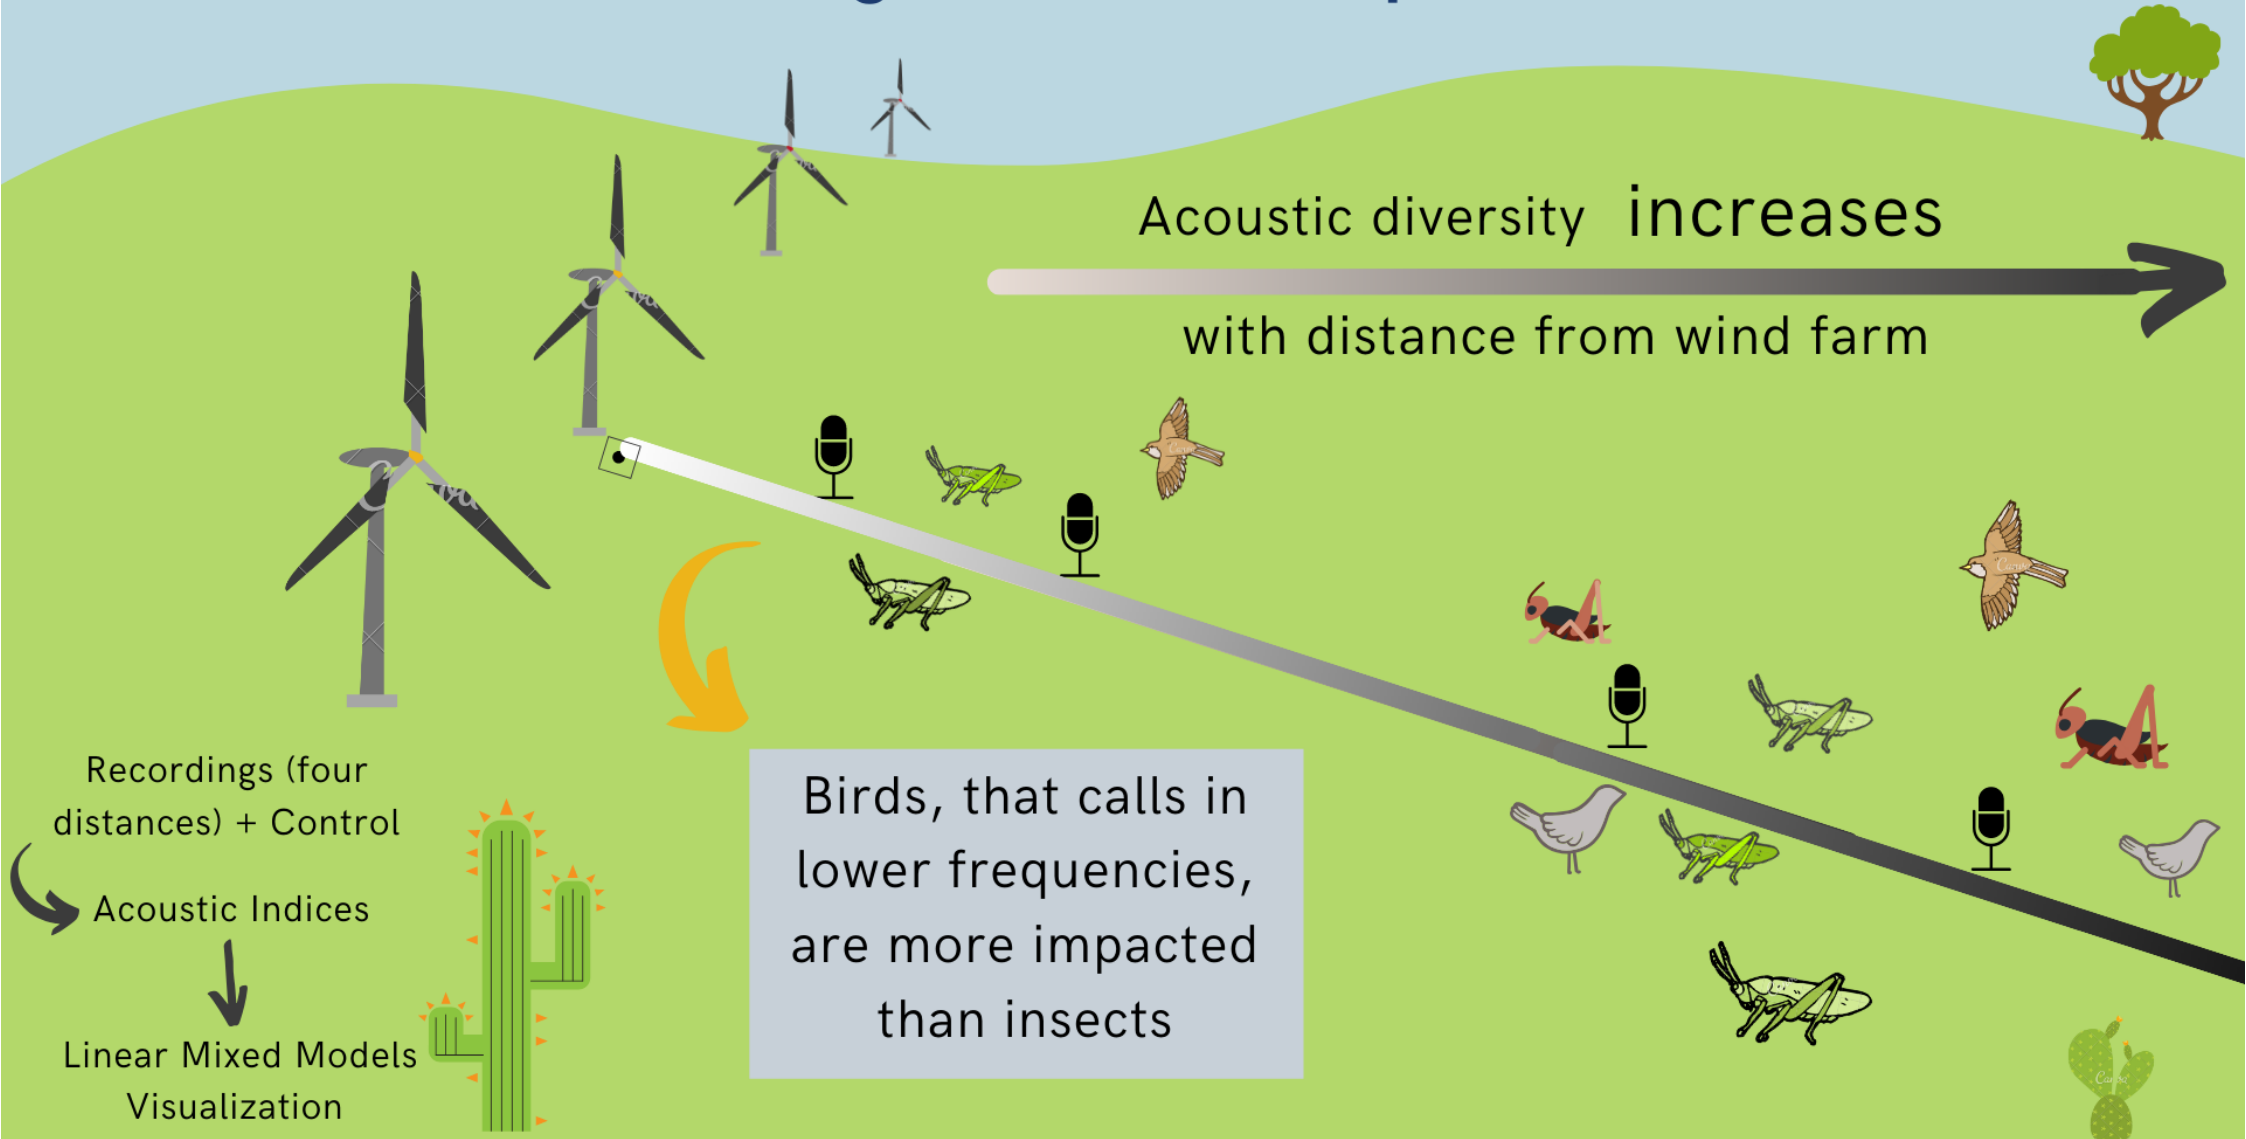 Acoustic diversity increases
with distance from wind farm
Birds, that calls in
lower frequencies,
are more impacted
than insects
Recordings (four
distances) + Control
Acoustic Indices
Linear Mixed Models
Visualization